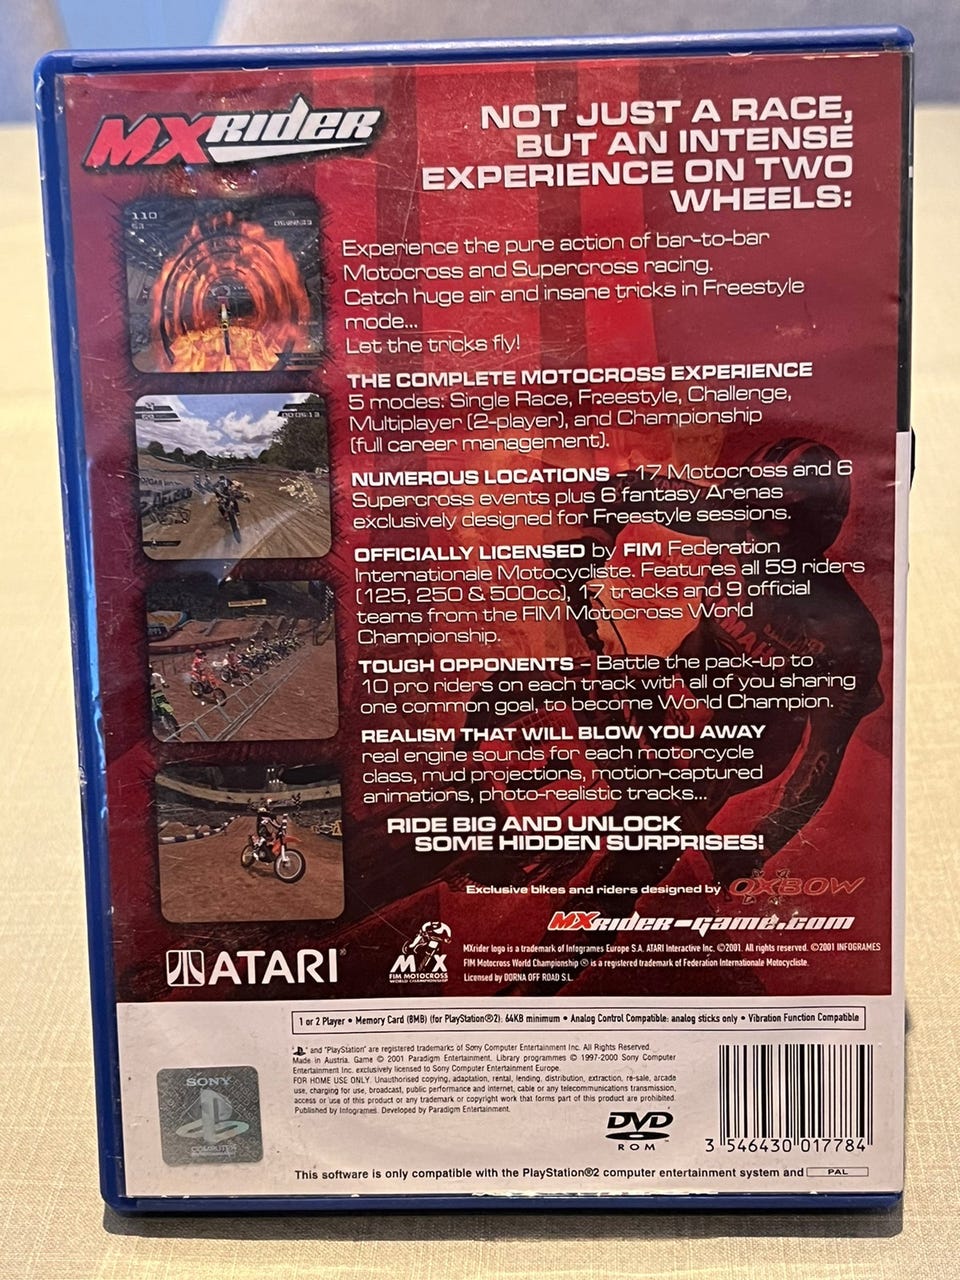 MXRIDER
NOT JUST A RACE,
BUT AN INTENSE
EXPERIENCE ON TWO
WHEELS:
110
Experience the pure action of bar-to-bar
Motocross and Supercross racing.
Catch huge air and insane tricks in Freestyle
mode...
Let the tricks fly!
THE COMPLETE MOTOCROSS EXPERIENCE
5 modes: Single Race, Freestyle, Challenge,
Multiplayer (2-player), and Championship
(full career management).
NUMEROUS LOCATIONS – 17 Motocross and 6
Supercross events plus 6 fantasy Arenas
exclusively designed for Freestyle sessions.
OFFICIALLY LICENSED by FIM Federation
Internationale Motocycliste. Features all 59 riders
(125, 250 & 500cc), 17 tracks and 9 official
teams from the FIM Motocross World
Championship.
TOUGH OPPONENTS – Battle the pack-up to
10 pro riders on each track with all of you sharing
one common goal, to become World Champion.
REALISM THAT WILL BLOW YOU AWAY
real engine sounds for each motorcycle
class, mud projections, motion-captured
animations, photo-realistic tracks...
RIDE BIG AND UNLOCK
SOME HIDDEN SURPRISES!
Exclusive bikes and riders designed by OXBOW
MXRIDER-game.com
ATARI®
MX
FIM MOTOCROSS
WORLD CHAMPIONSHIP
MXrider logo is a trademark of Infogrames Europe S.A. ATARI Interactive Inc. ©2001. All rights reserved. ©2001 INFOGRAMES
FIM Motocross World Championship ® is a registered trademark of Federation Internationale Motocycliste.
Licensed by DORNA OFF ROAD S.L.
1 or 2 Player • Memory Card (8MB) (for PlayStation®2): 64KB minimum • Analog Control Compatible: analog sticks only • Vibration Function Compatible
" and "PlayStation" are registered trademarks of Sony Computer Entertainment Inc. All Rights Reserved.
Made in Austria. Game © 2001 Paradigm Entertainment. Library programmes © 1997-2000 Sony Computer
Entertainment Inc. exclusively licensed to Sony Computer Entertainment Europe.
FOR HOME USE ONLY. Unauthorised copying, adaptation, rental, lending, distribution, extraction, re-sale, arcade
use, charging for use, broadcast, public performance and internet, cable or any telecommunications transmission,
access or use of this product or any trademark or copyright work that forms part of this product are prohibited.
Published by Infogrames. Developed by Paradigm Entertainment.
SONY
COMPUTER
DVD
ROM
3 546430 017784
This software is only compatible with the PlayStation®2 computer entertainment system and PAL